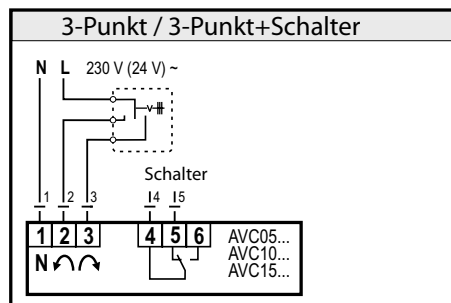 3-Punkt / 3-Punkt+Schalter
N L 230 V (24 V) ~
Schalter
1 2 3 4 5
1 2 3 4 5 6 AVC05...
AVC10...
N AVC15...